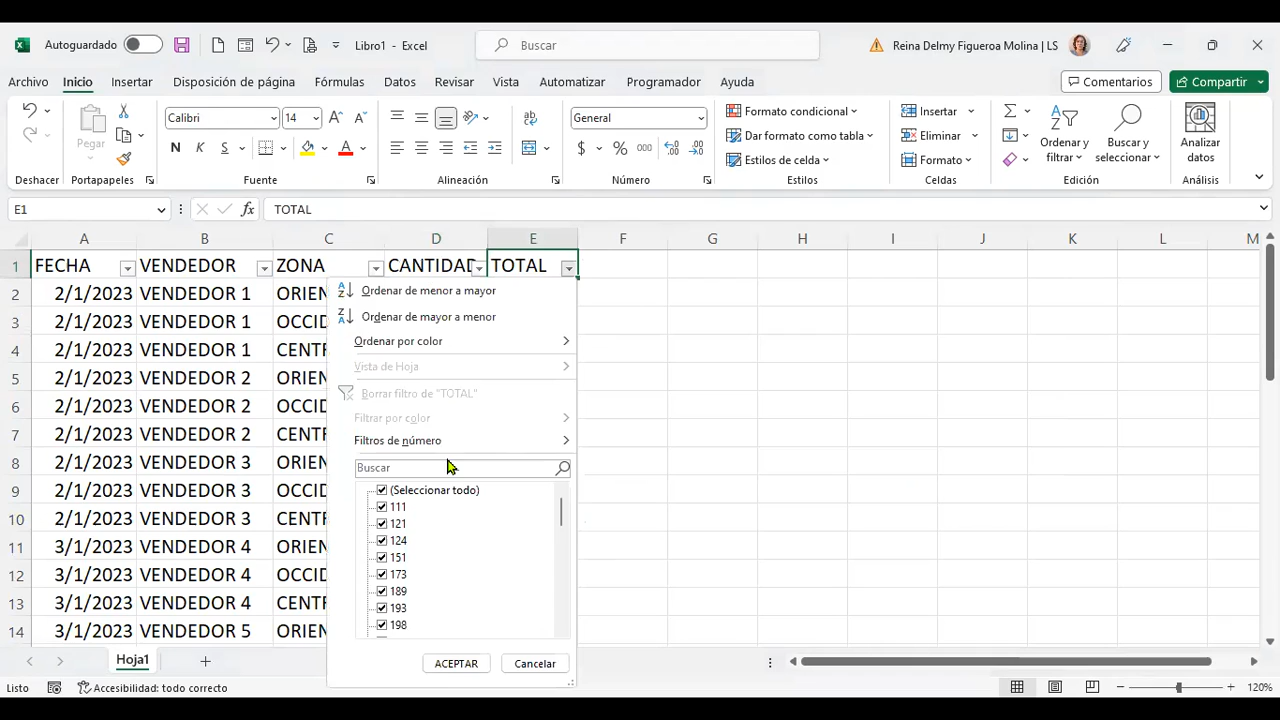 Autoguardado
Libro1 - Excel
Buscar
Reina Delmy Figueroa Molina | LS
Archivo Inicio Insertar Disposición de página Fórmulas Datos Revisar Vista Automatizar Programador Ayuda
Comentarios Compartir
Pegar
Calibri 14
N K S
General
$ % 000
Formato condicional
Dar formato como tabla
Estilos de celda
Insertar
Eliminar
Formato
Ordenar y filtrar
Buscar y seleccionar
Analizar datos
Deshacer Portapapeles Fuente Alineación Número Estilos Celdas Edición Análisis
E1 fx TOTAL
A B C D E F G H I J K L M
1 FECHA VENDEDOR ZONA CANTIDAD TOTAL
2 2/1/2023 VENDEDOR 1 ORIEN
3 2/1/2023 VENDEDOR 1 OCCID
4 2/1/2023 VENDEDOR 1 CENTR
5 2/1/2023 VENDEDOR 2 ORIEN
6 2/1/2023 VENDEDOR 2 OCCID
7 2/1/2023 VENDEDOR 2 CENTR
8 2/1/2023 VENDEDOR 3 ORIEN
9 2/1/2023 VENDEDOR 3 OCCID
10 2/1/2023 VENDEDOR 3 CENTR
11 3/1/2023 VENDEDOR 4 ORIEN
12 3/1/2023 VENDEDOR 4 OCCID
13 3/1/2023 VENDEDOR 4 CENTR
14 3/1/2023 VENDEDOR 5 ORIEN
Ordenar de menor a mayor
Ordenar de mayor a menor
Ordenar por color
Vista de Hoja
Borrar filtro de "TOTAL"
Filtrar por color
Filtros de número
Buscar
(Seleccionar todo)
111
121
124
151
173
189
193
198
ACEPTAR Cancelar
Hoja1
Listo Accesibilidad: todo correcto 120%